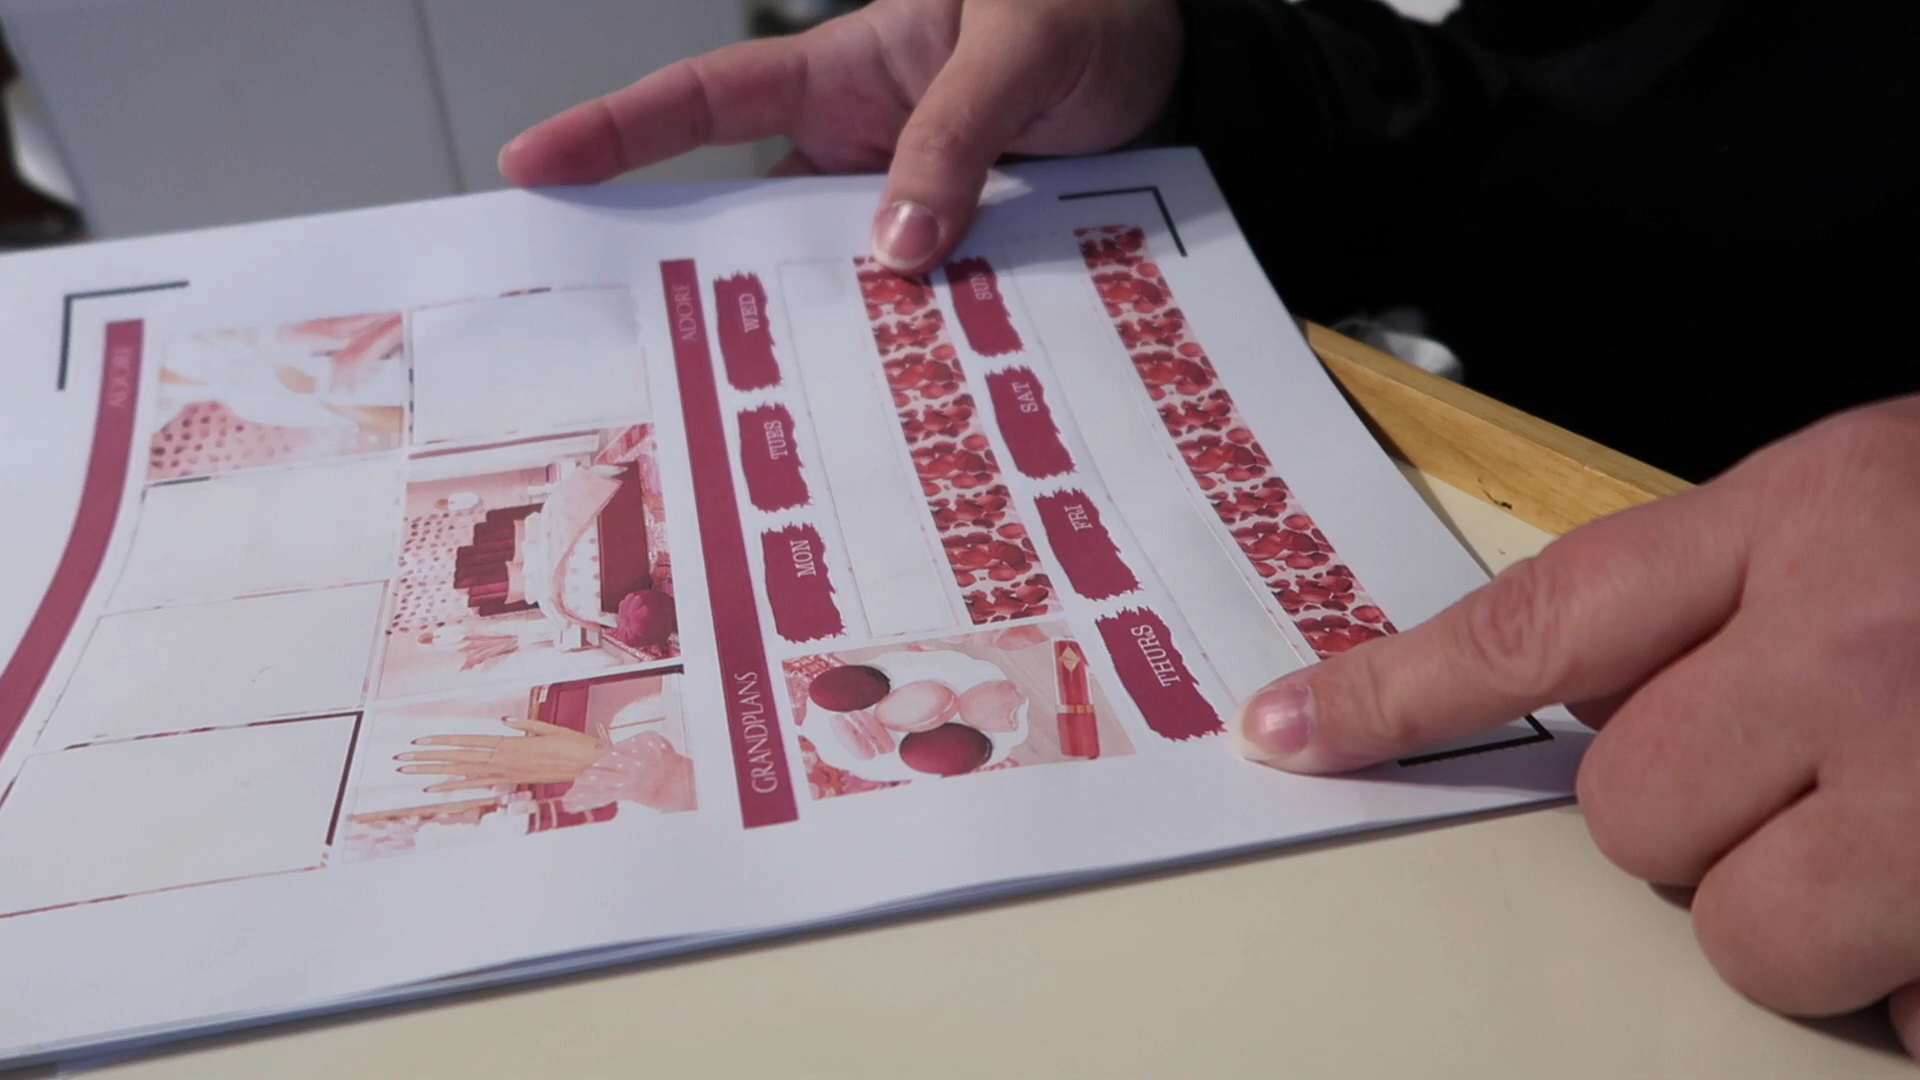 ADORE
ADORE
GRANDPLANS
MON
TUES
WED
THURS
FRI
SAT
SUN